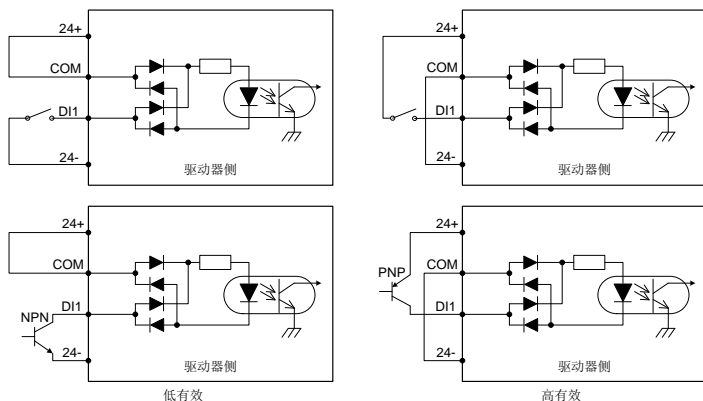 24+
COM
DI1
24-
驱动器侧
24+
COM
DI1
24-
驱动器侧
24+
COM
DI1
NPN
24-
驱动器侧
低有效
24+
PNP
COM
DI1
24-
驱动器侧
高有效